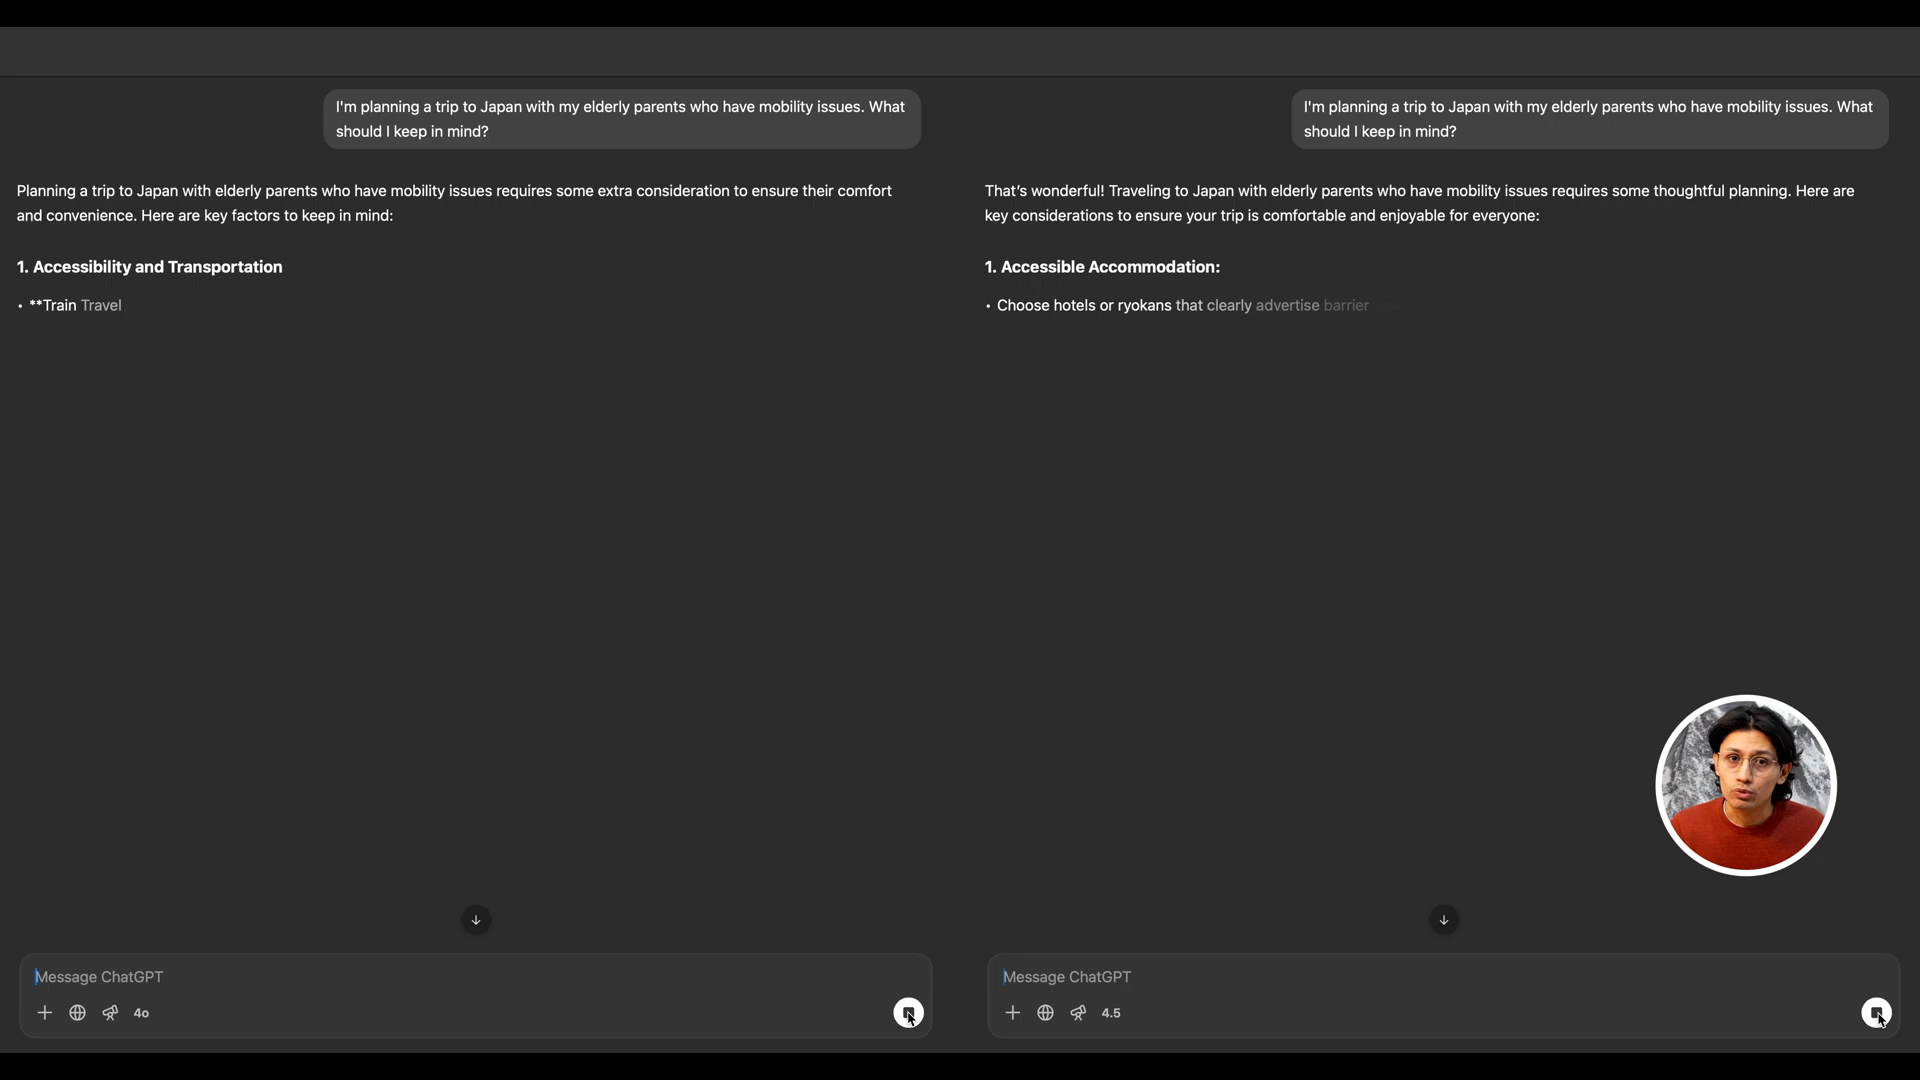 I'm planning a trip to Japan with my elderly parents who have mobility issues. What
should I keep in mind?
Planning a trip to Japan with elderly parents who have mobility issues requires some extra consideration to ensure their comfort
and convenience. Here are key factors to keep in mind:
1. Accessibility and Transportation
• **Train Travel
Message ChatGPT
4o
I'm planning a trip to Japan with my elderly parents who have mobility issues. What
should I keep in mind?
That's wonderful! Traveling to Japan with elderly parents who have mobility issues requires some thoughtful planning. Here are
key considerations to ensure your trip is comfortable and enjoyable for everyone:
1. Accessible Accommodation:
• Choose hotels or ryokans that clearly advertise barrier
Message ChatGPT
4.5